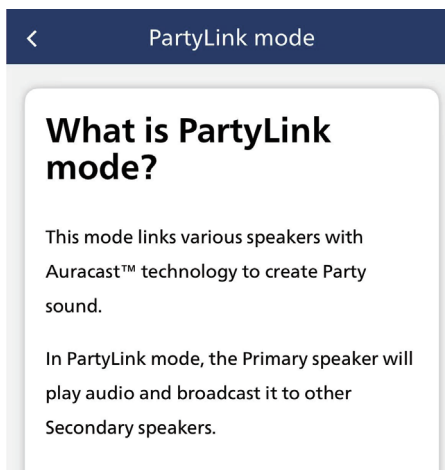 PartyLink mode
What is PartyLink
mode?
This mode links various speakers with
Auracast™ technology to create Party
sound.
In PartyLink mode, the Primary speaker will
play audio and broadcast it to other
Secondary speakers.